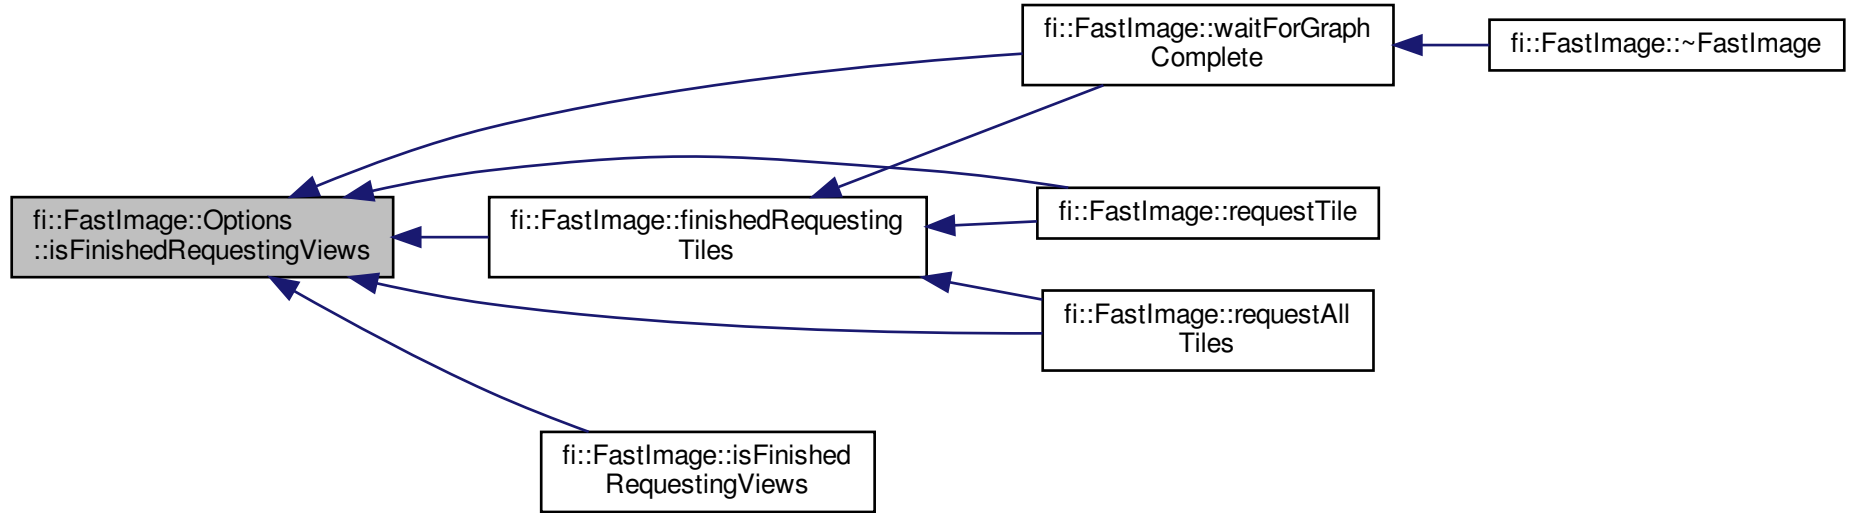 fi::FastImage::waitForGraph
Complete
fi::FastImage::~FastImage
fi::FastImage::Options
::isFinishedRequestingViews
fi::FastImage::finishedRequesting
Tiles
fi::FastImage::requestTile
fi::FastImage::requestAll
Tiles
fi::FastImage::isFinished
RequestingViews